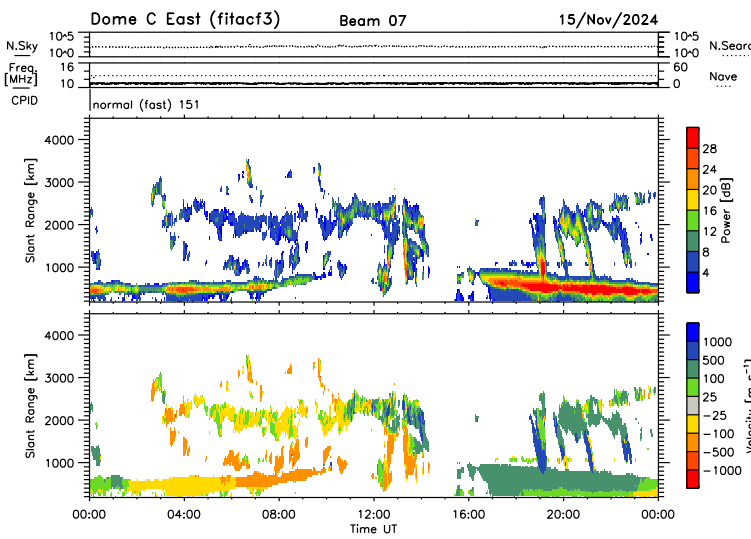 Dome C East (fitacf3) Beam 07 15/Nov/2024
N.Sky 10^5 10^0 10^5 10^0 N.Sear
Freq. [MHz] 16 10 60 0 Nave
CPID normal (fast) 151
Slant Range [km] 4000 3000 2000 1000
28 24 20 16 12 8 4 Power [dB]
Slant Range [km] 4000 3000 2000 1000
1000 500 100 25 -25 -100 -500 -1000 Velocity [m s^-1]
00:00 04:00 08:00 12:00 16:00 20:00 00:00
Time UT